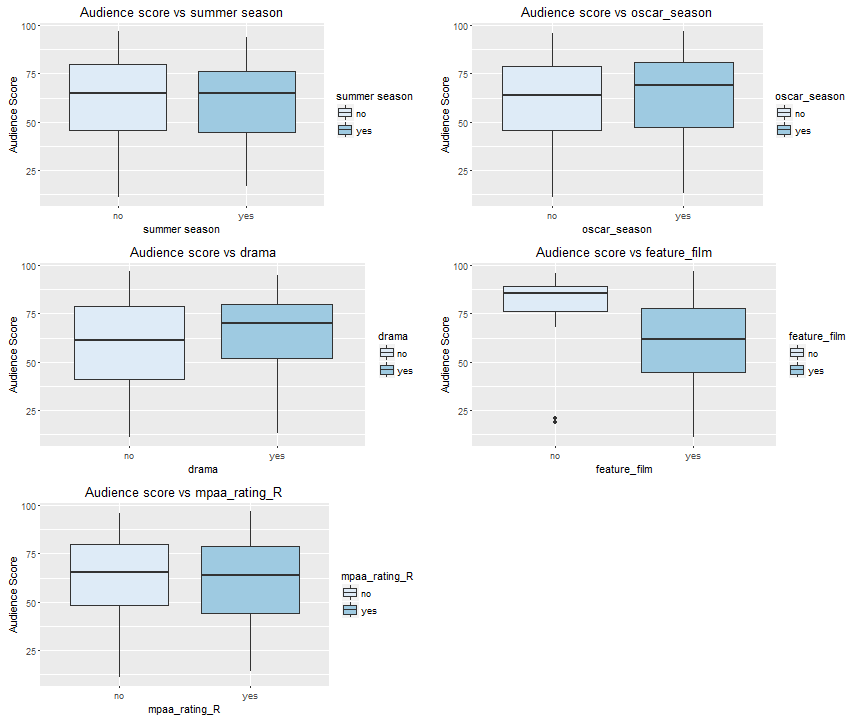 Audience score vs summer season
100
75
50
25
Audience Score
no
yes
summer season
summer season
no
yes
Audience score vs oscar_season
100
75
50
25
Audience Score
no
yes
oscar_season
oscar_season
no
yes
Audience score vs drama
100
75
50
25
Audience Score
no
yes
drama
drama
no
yes
Audience score vs feature_film
100
75
50
25
Audience Score
no
yes
feature_film
feature_film
no
yes
Audience score vs mpaa_rating_R
100
75
50
25
Audience Score
no
yes
mpaa_rating_R
mpaa_rating_R
no
yes